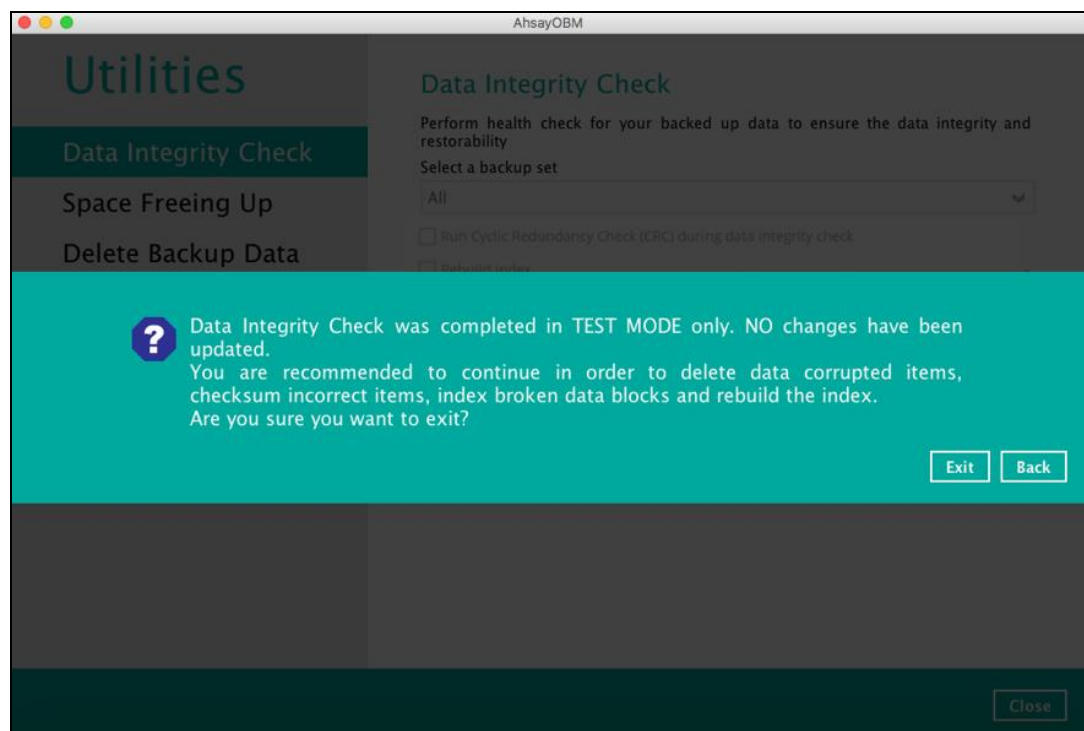 AhsayOBM
Utilities
Data Integrity Check
Space Freeing Up
Delete Backup Data
Data Integrity Check
Perform health check for your backed up data to ensure the data integrity and
restorability
Select a backup set
All
Run Cyclic Redundancy Check (CRC) during data integrity check
Rebuild index
Data Integrity Check was completed in TEST MODE only. NO changes have been
updated.
You are recommended to continue in order to delete data corrupted items,
checksum incorrect items, index broken data blocks and rebuild the index.
Are you sure you want to exit?
Exit Back
Close